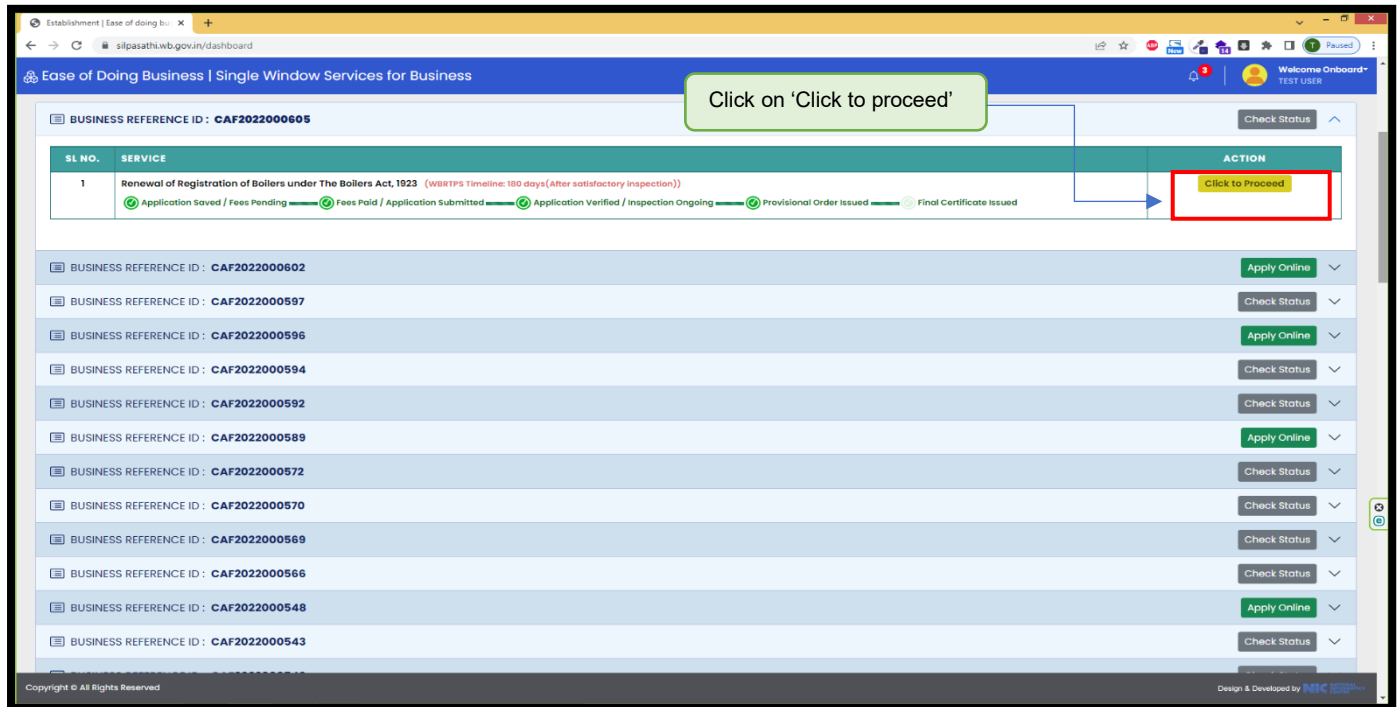 Establishment | Ease of doing bu
silpasathi.wb.gov.in/dashboard
ABP New 14 T Paused
Ease of Doing Business | Single Window Services for Business
3 Welcome Onboard
TEST USER
Click on ‘Click to proceed’
BUSINESS REFERENCE ID : CAF2022000605 Check Status
SL NO. SERVICE ACTION
1 Renewal of Registration of Boilers under The Boilers Act, 1923 (WBRTPS Timeline: 180 days(After satisfactory inspection)) Click to Proceed
Application Saved / Fees Pending Fees Paid / Application Submitted Application Verified / Inspection Ongoing Provisional Order Issued Final Certificate Issued
BUSINESS REFERENCE ID : CAF2022000602 Apply Online
BUSINESS REFERENCE ID : CAF2022000597 Check Status
BUSINESS REFERENCE ID : CAF2022000596 Apply Online
BUSINESS REFERENCE ID : CAF2022000594 Check Status
BUSINESS REFERENCE ID : CAF2022000592 Check Status
BUSINESS REFERENCE ID : CAF2022000589 Apply Online
BUSINESS REFERENCE ID : CAF2022000572 Check Status
BUSINESS REFERENCE ID : CAF2022000570 Check Status
BUSINESS REFERENCE ID : CAF2022000569 Check Status
BUSINESS REFERENCE ID : CAF2022000566 Check Status
BUSINESS REFERENCE ID : CAF2022000548 Apply Online
BUSINESS REFERENCE ID : CAF2022000543 Check Status
Copyright © All Rights Reserved Design & Developed by NIC